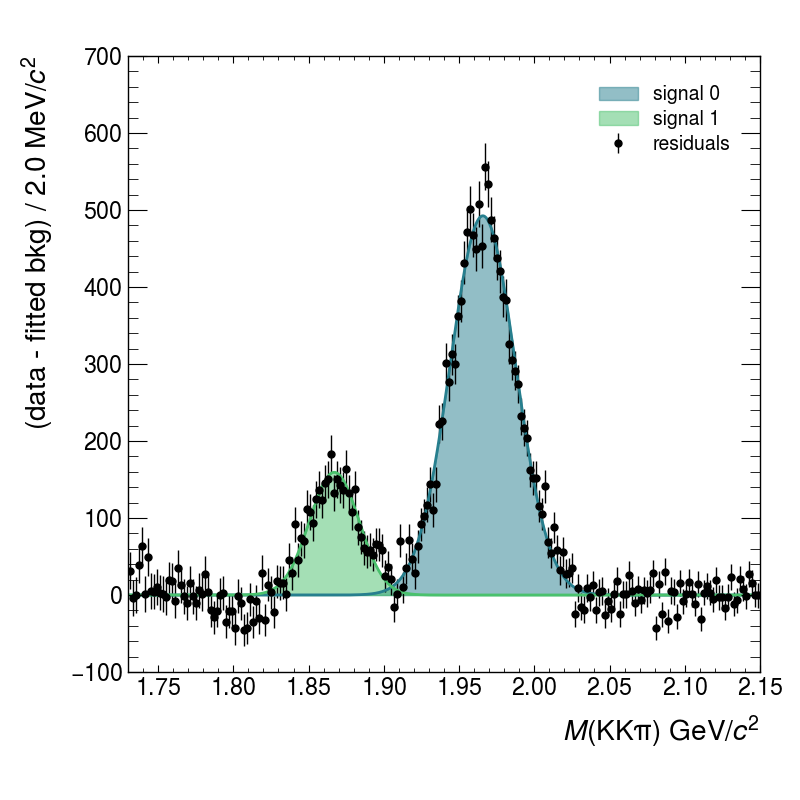 (data - fitted bkg) / 2.0 MeV/c²
700
600
500
400
300
200
100
0
−100
signal 0
signal 1
residuals
1.75 1.80 1.85 1.90 1.95 2.00 2.05 2.10 2.15
M(KKπ) GeV/c²